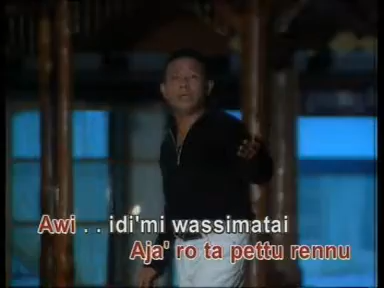 Awi . . idi'mi wassimatai
Aja' ro ta pettu rennu